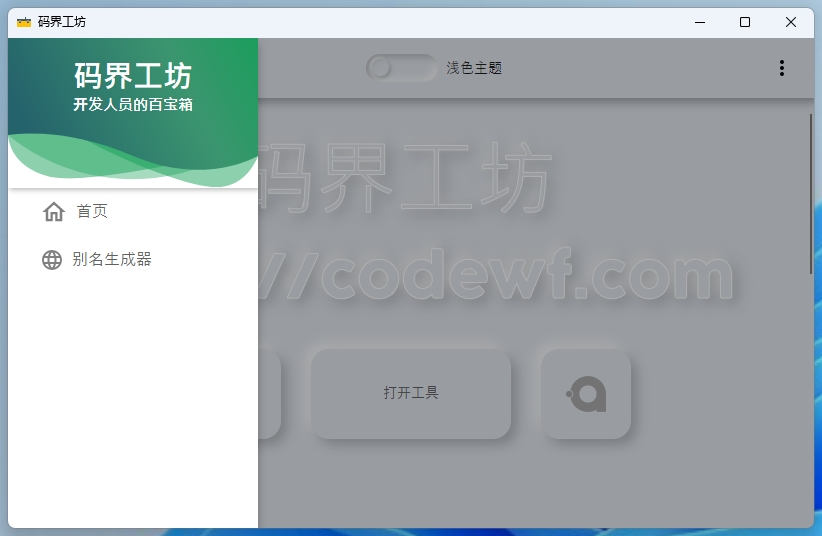 码界工坊
码界工坊
开发人员的百宝箱
浅色主题
首页
别名生成器
码界工坊
//codewf.com
打开工具